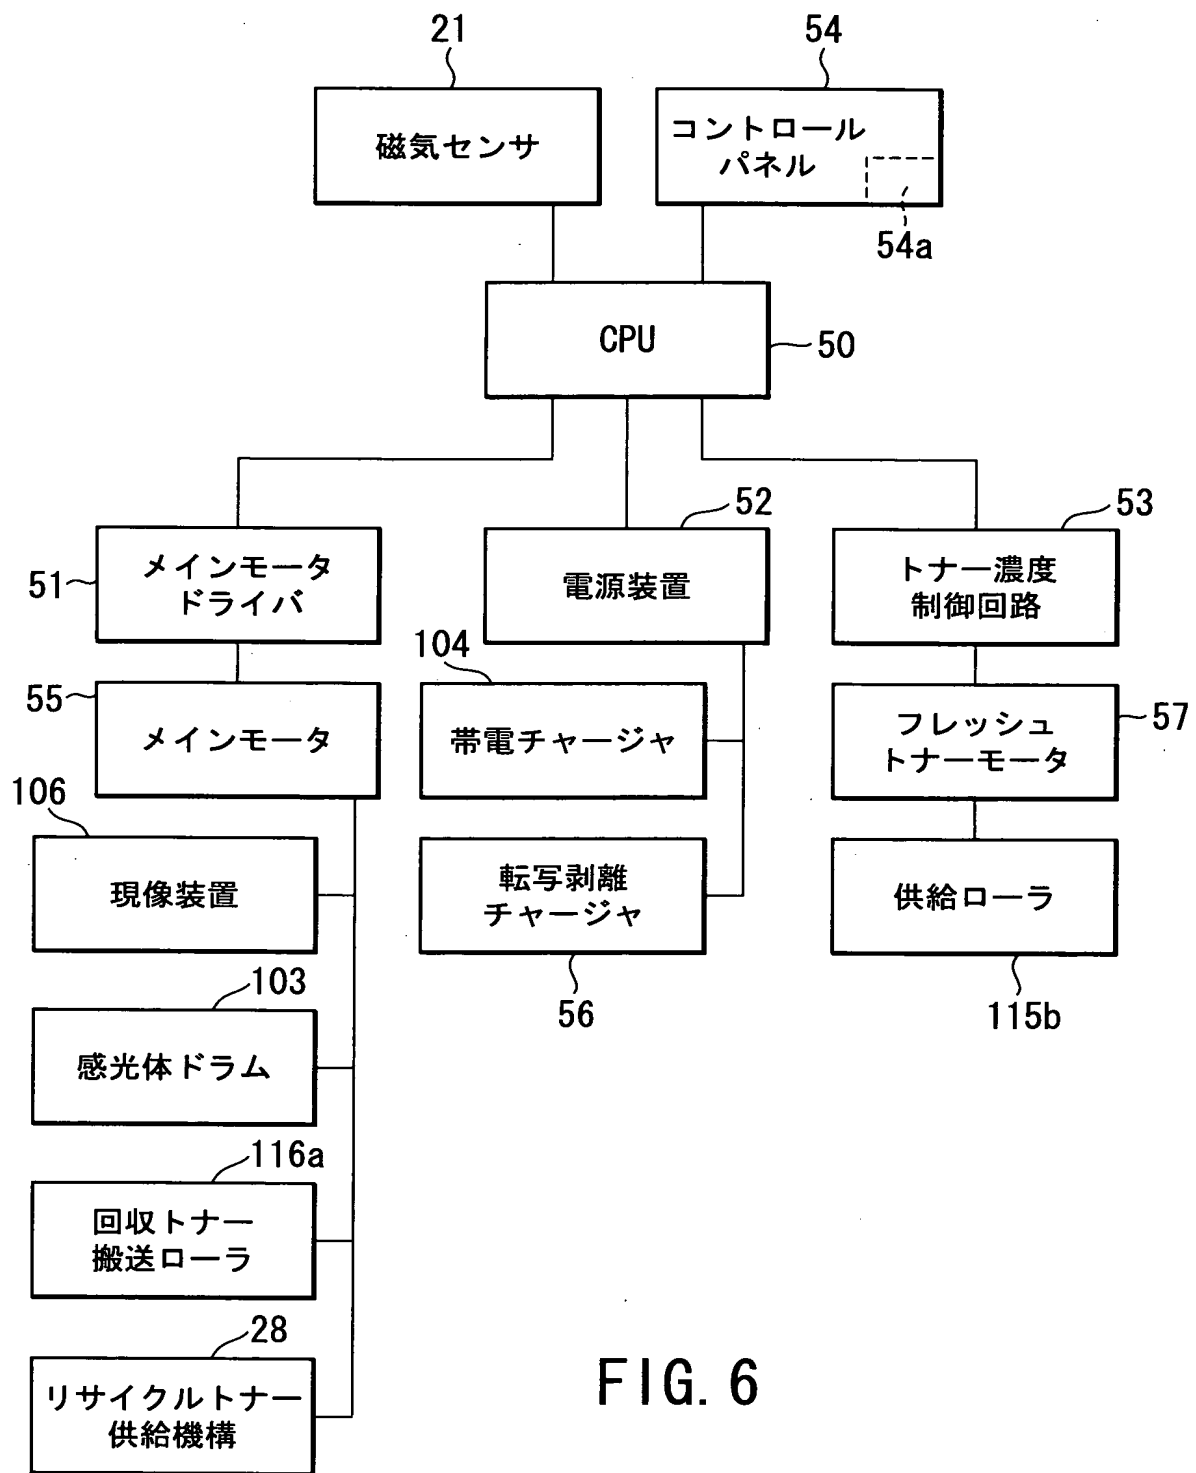 21
54
磁気センサ
コントロール
パネル
54a
CPU
50
52
53
51
メインモータ
ドライバ
電源装置
トナー濃度
制御回路
104
55
メインモータ
帯電チャージャ
フレッシュ
トナーモータ
57
106
現像装置
転写剥離
チャージャ
供給ローラ
56
115b
103
感光体ドラム
116a
回収トナー
搬送ローラ
28
リサイクルトナー
供給機構
FIG. 6